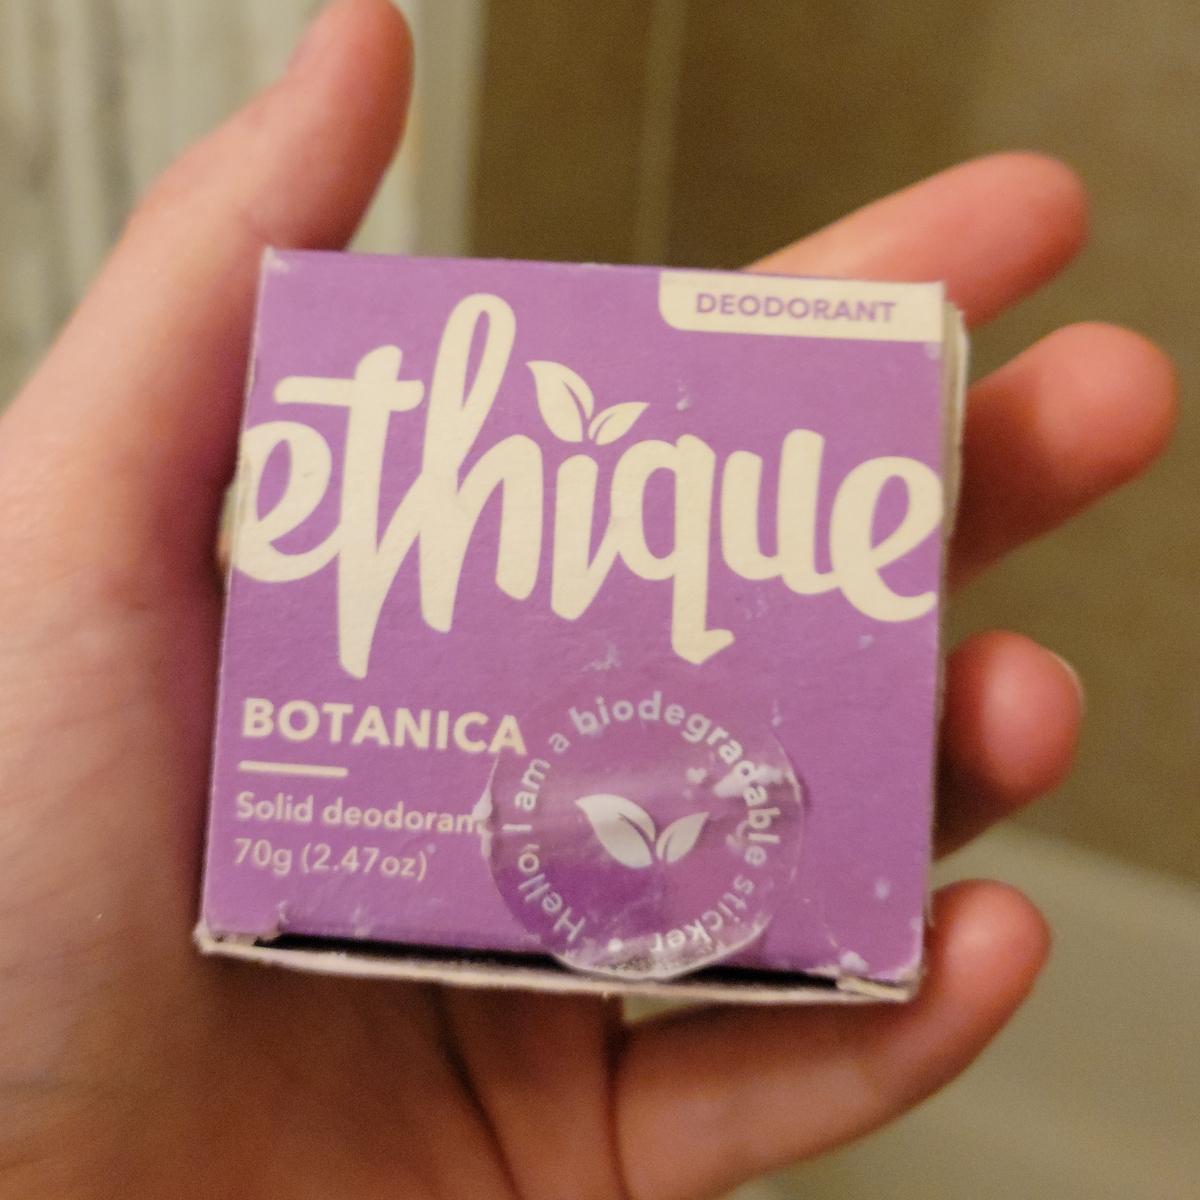 DEODORANT
ethique
BOTANICA
Solid deodorant
70g (2.47oz)
Hello, I am a biodegradable sticker •